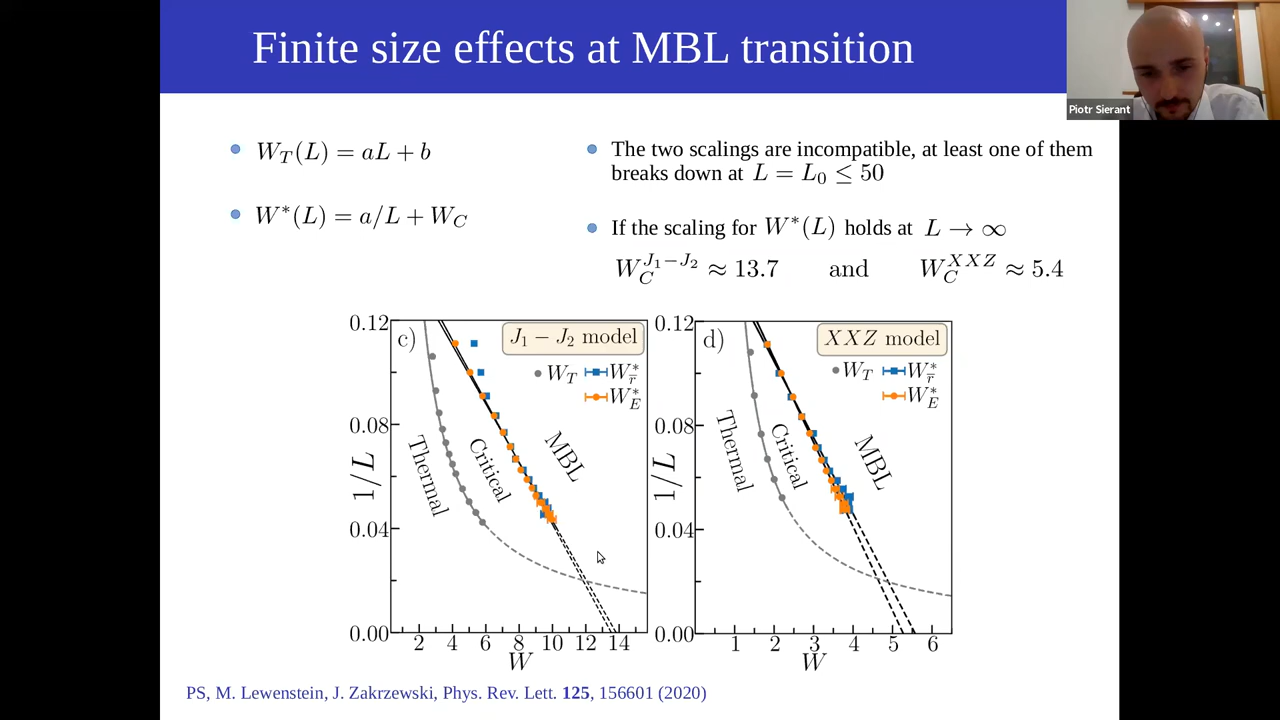 Finite size effects at MBL transition
Piotr Sierant
W_T(L) = aL + b
W*(L) = a/L + W_C
The two scalings are incompatible, at least one of them
breaks down at L = L_0 ≤ 50
If the scaling for W*(L) holds at L → ∞
W_C^{J_1−J_2} ≈ 13.7 and W_C^{XXZ} ≈ 5.4
c)
J_1 − J_2 model
W_T
W*_r̄
W*_E
Thermal
Critical
MBL
1/L
0.12
0.08
0.04
0.00
2 4 6 8 10 12 14
W
d)
XXZ model
W_T
W*_r̄
W*_E
Thermal
Critical
MBL
1/L
0.12
0.08
0.04
0.00
1 2 3 4 5 6
W
PS, M. Lewenstein, J. Zakrzewski, Phys. Rev. Lett. 125, 156601 (2020)